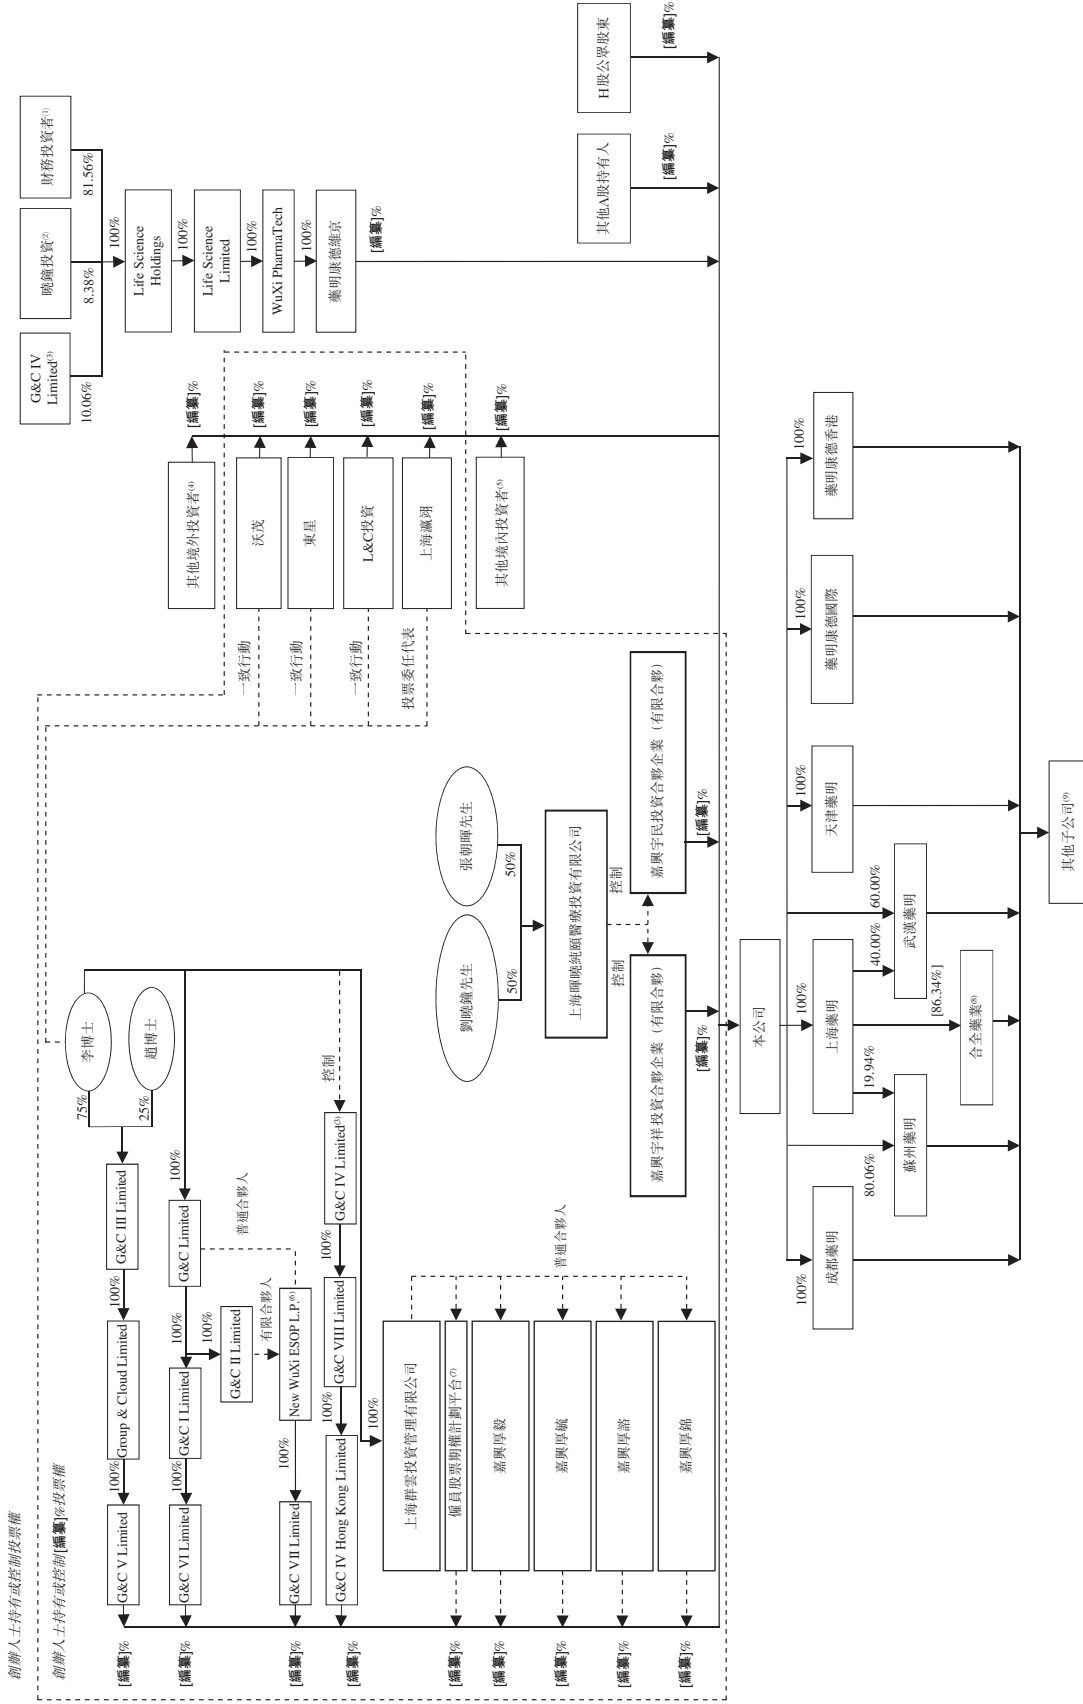 創辦人士持有或控制投票權
創辦人士持有或控制[編纂]%投票權
G&C IV
Limited(3)
曉鐘投資(2)
財務投資者(1)
10.06%
8.38%
81.56%
100%
Life Science
Holdings
100%
Life Science
Limited
100%
WuXi PharmaTech
100%
藥明康德維京
[編纂]%
李博士
趙博士
75%
25%
G&C III Limited
100%
Group & Cloud Limited
100%
G&C V Limited
[編纂]%
100%
G&C Limited
100%
G&C I Limited
100%
G&C VI Limited
[編纂]%
100%
G&C II Limited
普通合夥人
有限合夥人
New WuXi ESOP L.P.(6)
100%
G&C VII Limited
[編纂]%
控制
G&C IV Limited(3)
100%
G&C VIII Limited
100%
G&C IV Hong Kong Limited
[編纂]%
100%
上海群雲投資管理有限公司
普通合夥人
僱員股票期權計劃平台(7)
[編纂]%
嘉興厚毅
[編纂]%
嘉興厚毓
[編纂]%
嘉興厚諮
[編纂]%
嘉興厚錦
[編纂]%
其他境外投資者(4)
[編纂]%
一致行動
沃茂
[編纂]%
一致行動
東星
[編纂]%
一致行動
L&C投資
[編纂]%
投票委任代表
上海瀛翊
[編纂]%
其他境內投資者(5)
[編纂]%
劉曉鐘先生
張朝暉先生
50%
50%
上海暉曉純頤醫療投資有限公司
控制
控制
嘉興宇祥投資合夥企業（有限合夥）
嘉興宇民投資合夥企業（有限合夥）
[編纂]%
[編纂]%
其他A股持有人
H股公眾股東
[編纂]%
[編纂]%
本公司
100%
80.06%
100%
100%
100%
100%
成都藥明
上海藥明
天津藥明
藥明康德國際
藥明康德香港
19.94%
40.00%
60.00%
蘇州藥明
武漢藥明
[86.34%]
合全藥業(8)
其他子公司(9)